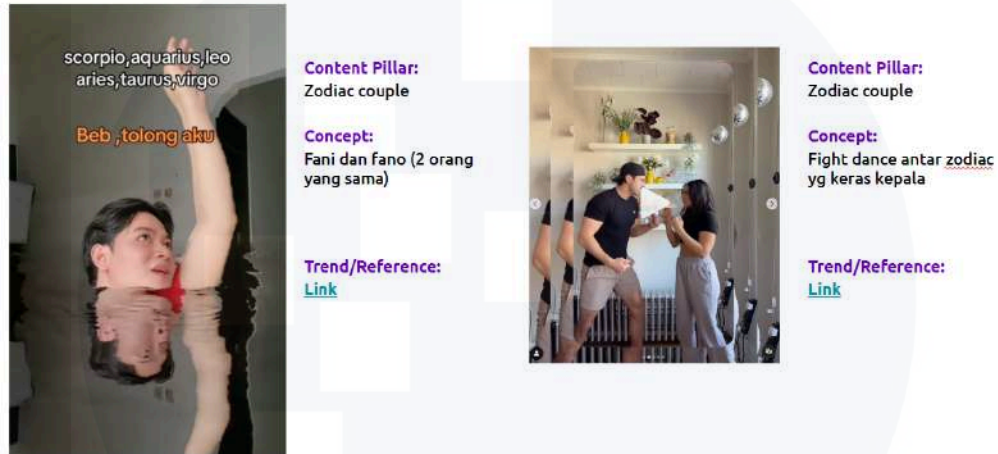 scorpio,aquarius,leo
aries,taurus,virgo
Beb ,tolong aku
Content Pillar:
Zodiac couple
Concept:
Fani dan fano (2 orang
yang sama)
Trend/Reference:
Link
Content Pillar:
Zodiac couple
Concept:
Fight dance antar zodiac
yg keras kepala
Trend/Reference:
Link